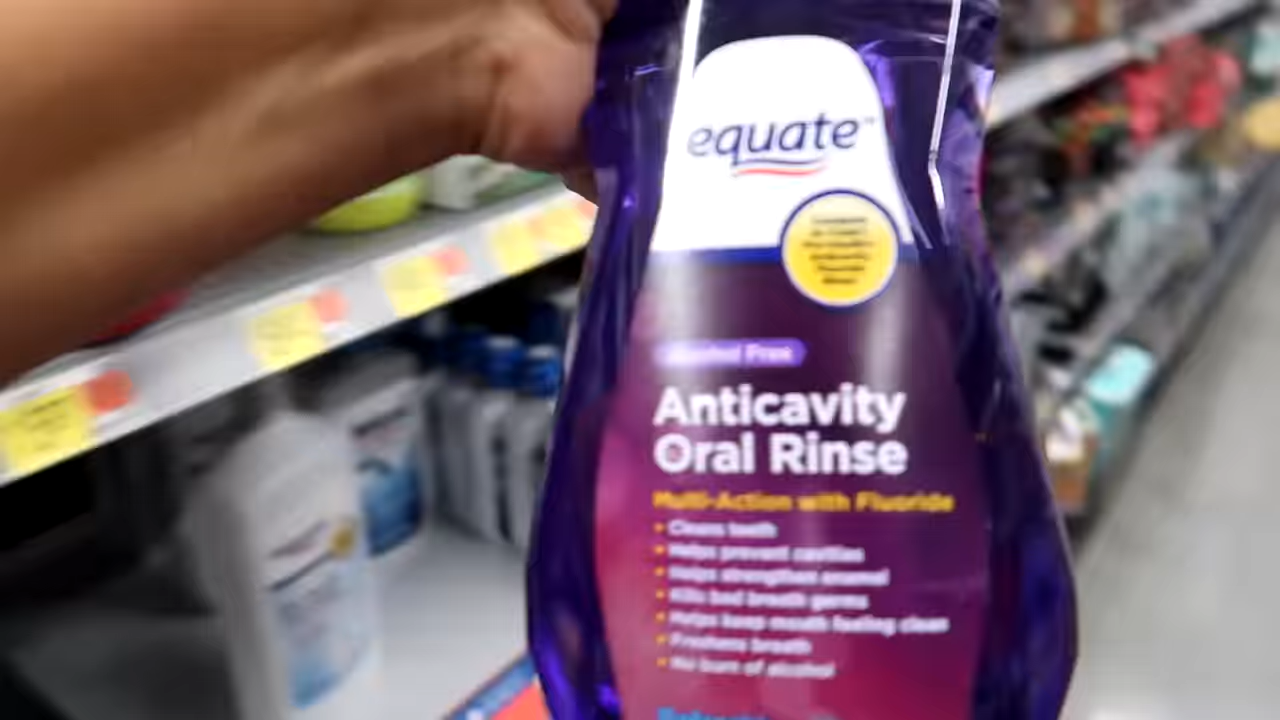 equate™
Alcohol Free
Anticavity
Oral Rinse
Multi-Action with Fluoride
• Cleans teeth
• Helps prevent cavities
• Helps strengthen enamel
• Kills bad breath germs
• Helps keep mouth feeling clean
• Freshens breath
• No burn of alcohol